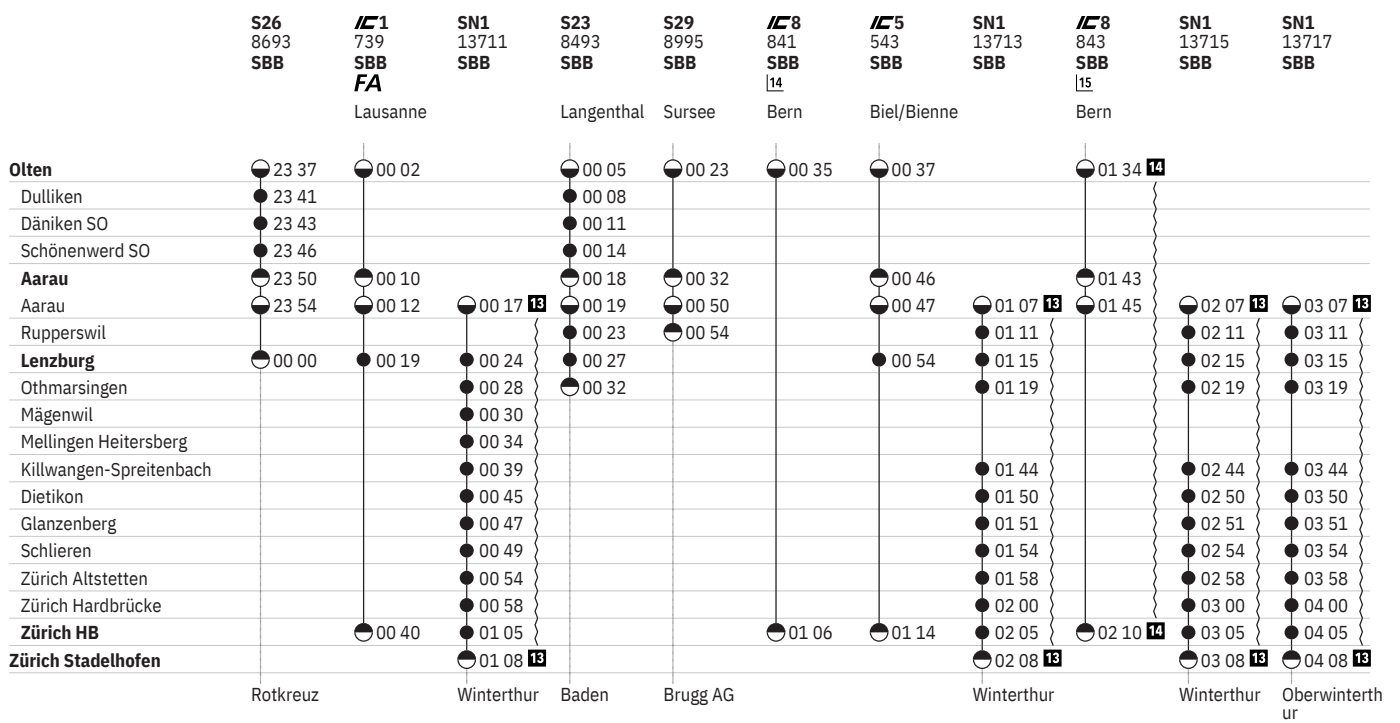 S26 IC1 SN1 S23 S29 IC8 IC5 SN1 IC8 SN1 SN1
8693 739 13711 8493 8995 841 543 13713 843 13715 13717
SBB SBB SBB SBB SBB SBB SBB SBB SBB SBB SBB
FA 14 15
Lausanne Langenthal Sursee Bern Biel/Bienne Bern
Olten 23 37 00 02 00 05 00 23 00 35 00 37 01 34 14
Dulliken 23 41 00 08
Däniken SO 23 43 00 11
Schönenwerd SO 23 46 00 14
Aarau 23 50 00 10 00 18 00 32 00 46 01 43
Aarau 23 54 00 12 00 17 13 00 19 00 50 00 47 01 07 13 01 45 02 07 13 03 07 13
Rupperswil 00 23 00 54 01 11 02 11 03 11
Lenzburg 00 00 00 19 00 24 00 27 00 54 01 15 02 15 03 15
Othmarsingen 00 28 00 32 01 19 02 19 03 19
Mägenwil 00 30
Mellingen Heitersberg 00 34
Killwangen-Spreitenbach 00 39 01 44 02 44 03 44
Dietikon 00 45 01 50 02 50 03 50
Glanzenberg 00 47 01 51 02 51 03 51
Schlieren 00 49 01 54 02 54 03 54
Zürich Altstetten 00 54 01 58 02 58 03 58
Zürich Hardbrücke 00 58 02 00 03 00 04 00
Zürich HB 00 40 01 05 01 06 01 14 02 05 02 10 14 03 05 04 05
Zürich Stadelhofen 01 08 13 02 08 13 03 08 13 04 08 13
Rotkreuz Winterthur Baden Brugg AG Winterthur Winterthur Oberwinterth
ur